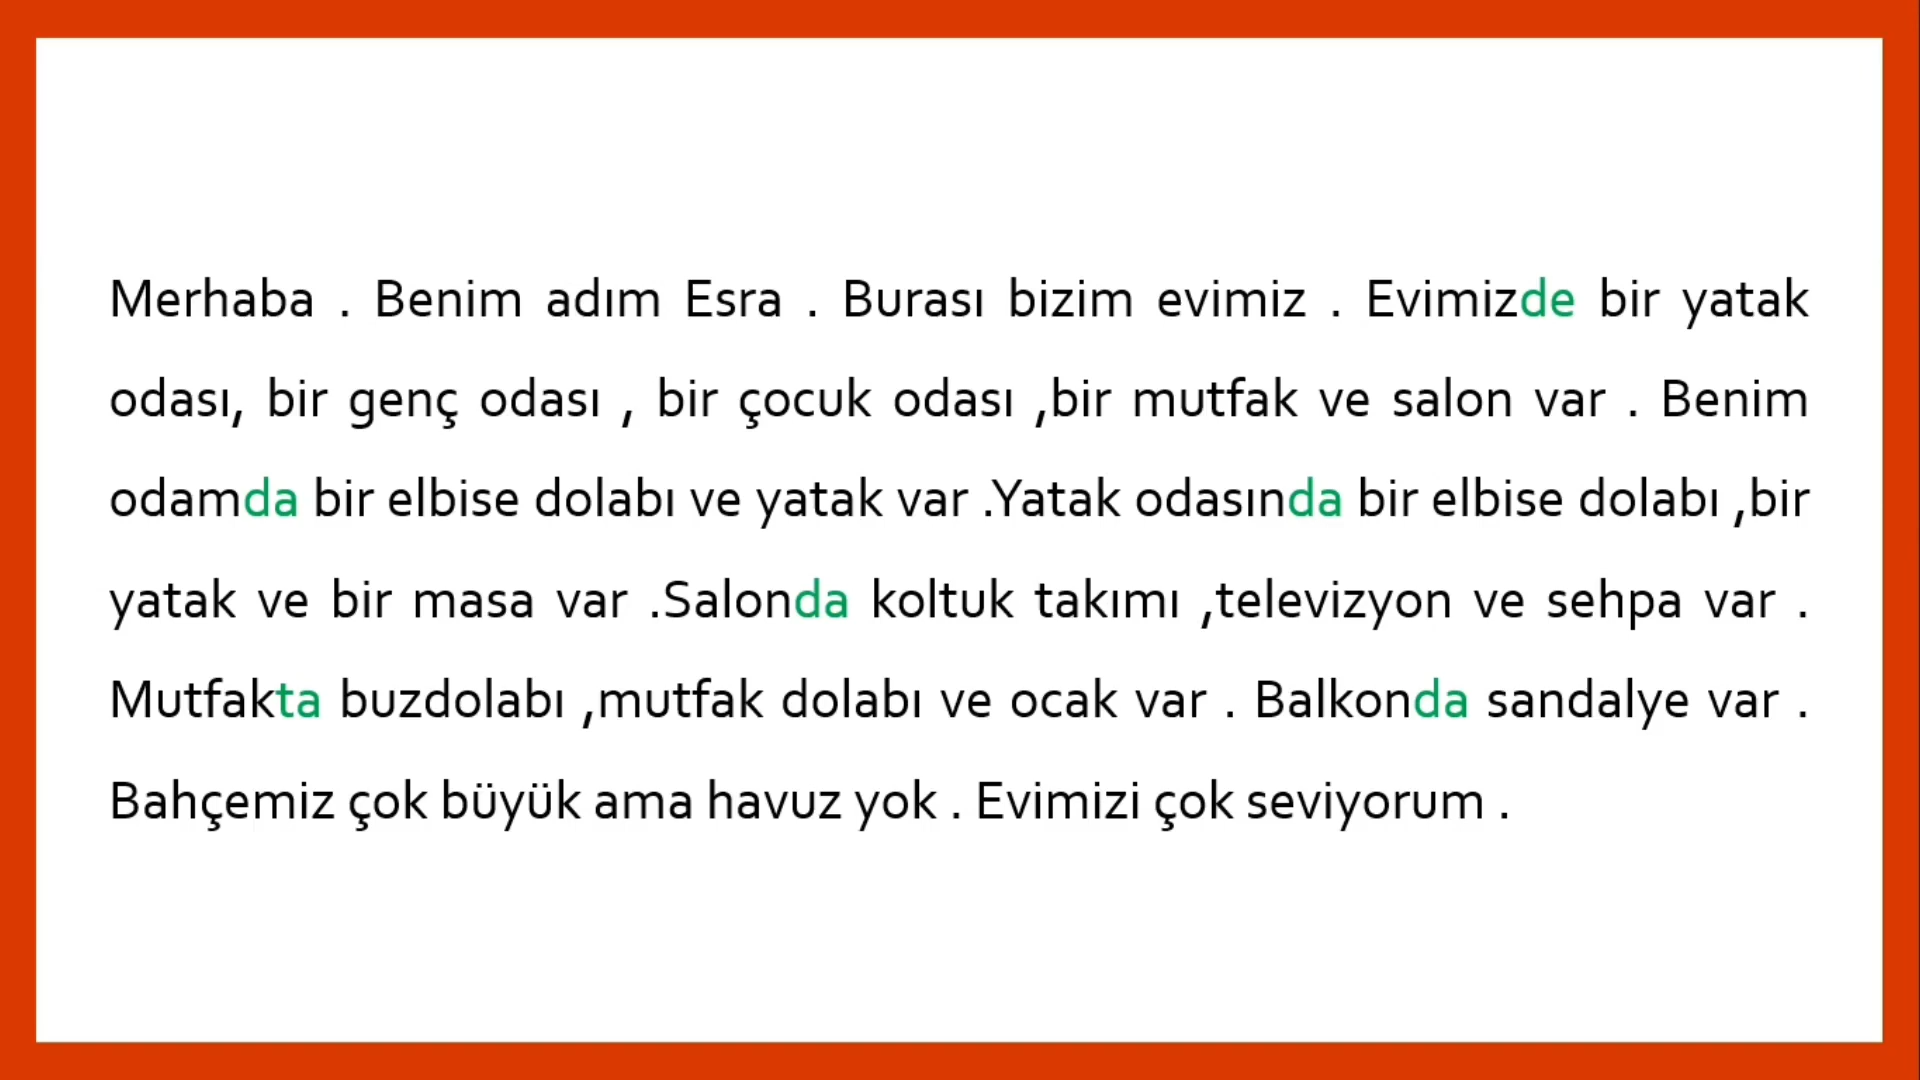 Merhaba . Benim adım Esra . Burası bizim evimiz . Evimizde bir yatak
odası, bir genç odası , bir çocuk odası ,bir mutfak ve salon var . Benim
odamda bir elbise dolabı ve yatak var .Yatak odasında bir elbise dolabı ,bir
yatak ve bir masa var .Salonda koltuk takımı ,televizyon ve sehpa var .
Mutfakta buzdolabı ,mutfak dolabı ve ocak var . Balkonda sandalye var .
Bahçemiz çok büyük ama havuz yok . Evimizi çok seviyorum .